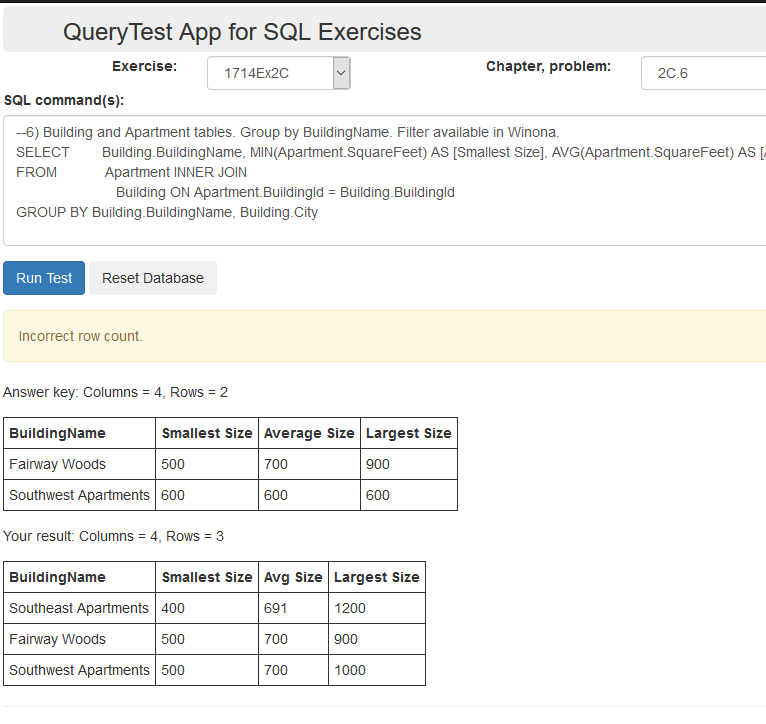 QueryTest App for SQL Exercises
Exercise: 1714Ex2C Chapter, problem: 2C.6
SQL command(s):
--6) Building and Apartment tables. Group by BuildingName. Filter available in Winona.
SELECT Building.BuildingName, MIN(Apartment.SquareFeet) AS [Smallest Size], AVG(Apartment.SquareFeet) AS [
FROM Apartment INNER JOIN
Building ON Apartment.BuildingId = Building.BuildingId
GROUP BY Building.BuildingName, Building.City
Run Test Reset Database
Incorrect row count.
Answer key: Columns = 4, Rows = 2
BuildingName Smallest Size Average Size Largest Size
Fairway Woods 500 700 900
Southwest Apartments 600 600 600
Your result: Columns = 4, Rows = 3
BuildingName Smallest Size Avg Size Largest Size
Southeast Apartments 400 691 1200
Fairway Woods 500 700 900
Southwest Apartments 500 700 1000